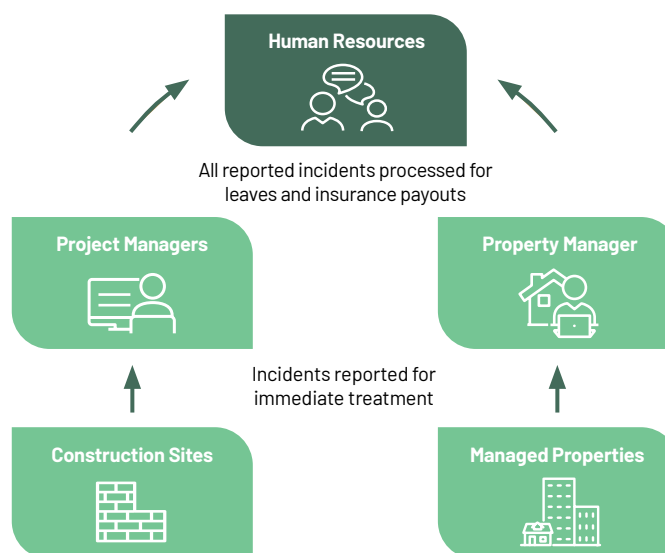 Human Resources
All reported incidents processed for
leaves and insurance payouts
Project Managers
Property Manager
Incidents reported for
immediate treatment
Construction Sites
Managed Properties